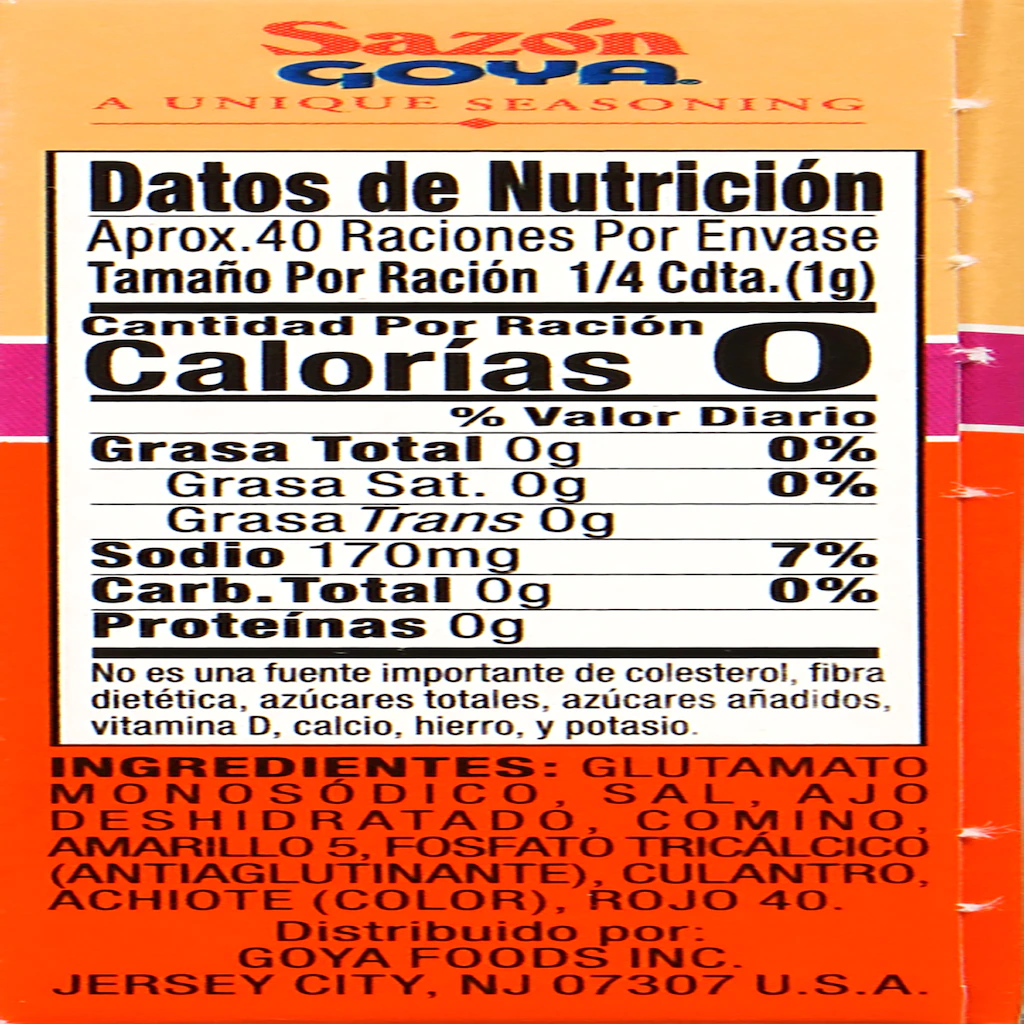 Sazón
GOYA®
A UNIQUE SEASONING
Datos de Nutrición
Aprox.40 Raciones Por Envase
Tamaño Por Ración 1/4 Cdta.(1g)
Cantidad Por Ración
Calorías 0
% Valor Diario
Grasa Total 0g 0%
Grasa Sat. 0g 0%
Grasa Trans 0g
Sodio 170mg 7%
Carb. Total 0g 0%
Proteínas 0g
No es una fuente importante de colesterol, fibra
dietética, azúcares totales, azúcares añadidos,
vitamina D, calcio, hierro, y potasio.
INGREDIENTES: GLUTAMATO
MONOSÓDICO, SAL, AJO
DESHIDRATADO, COMINO,
AMARILLO 5, FOSFATO TRICÁLCICO
(ANTIAGLUTINANTE), CULANTRO,
ACHIOTE (COLOR), ROJO 40.
Distribuido por:
GOYA FOODS INC.
JERSEY CITY, NJ 07307 U.S.A.